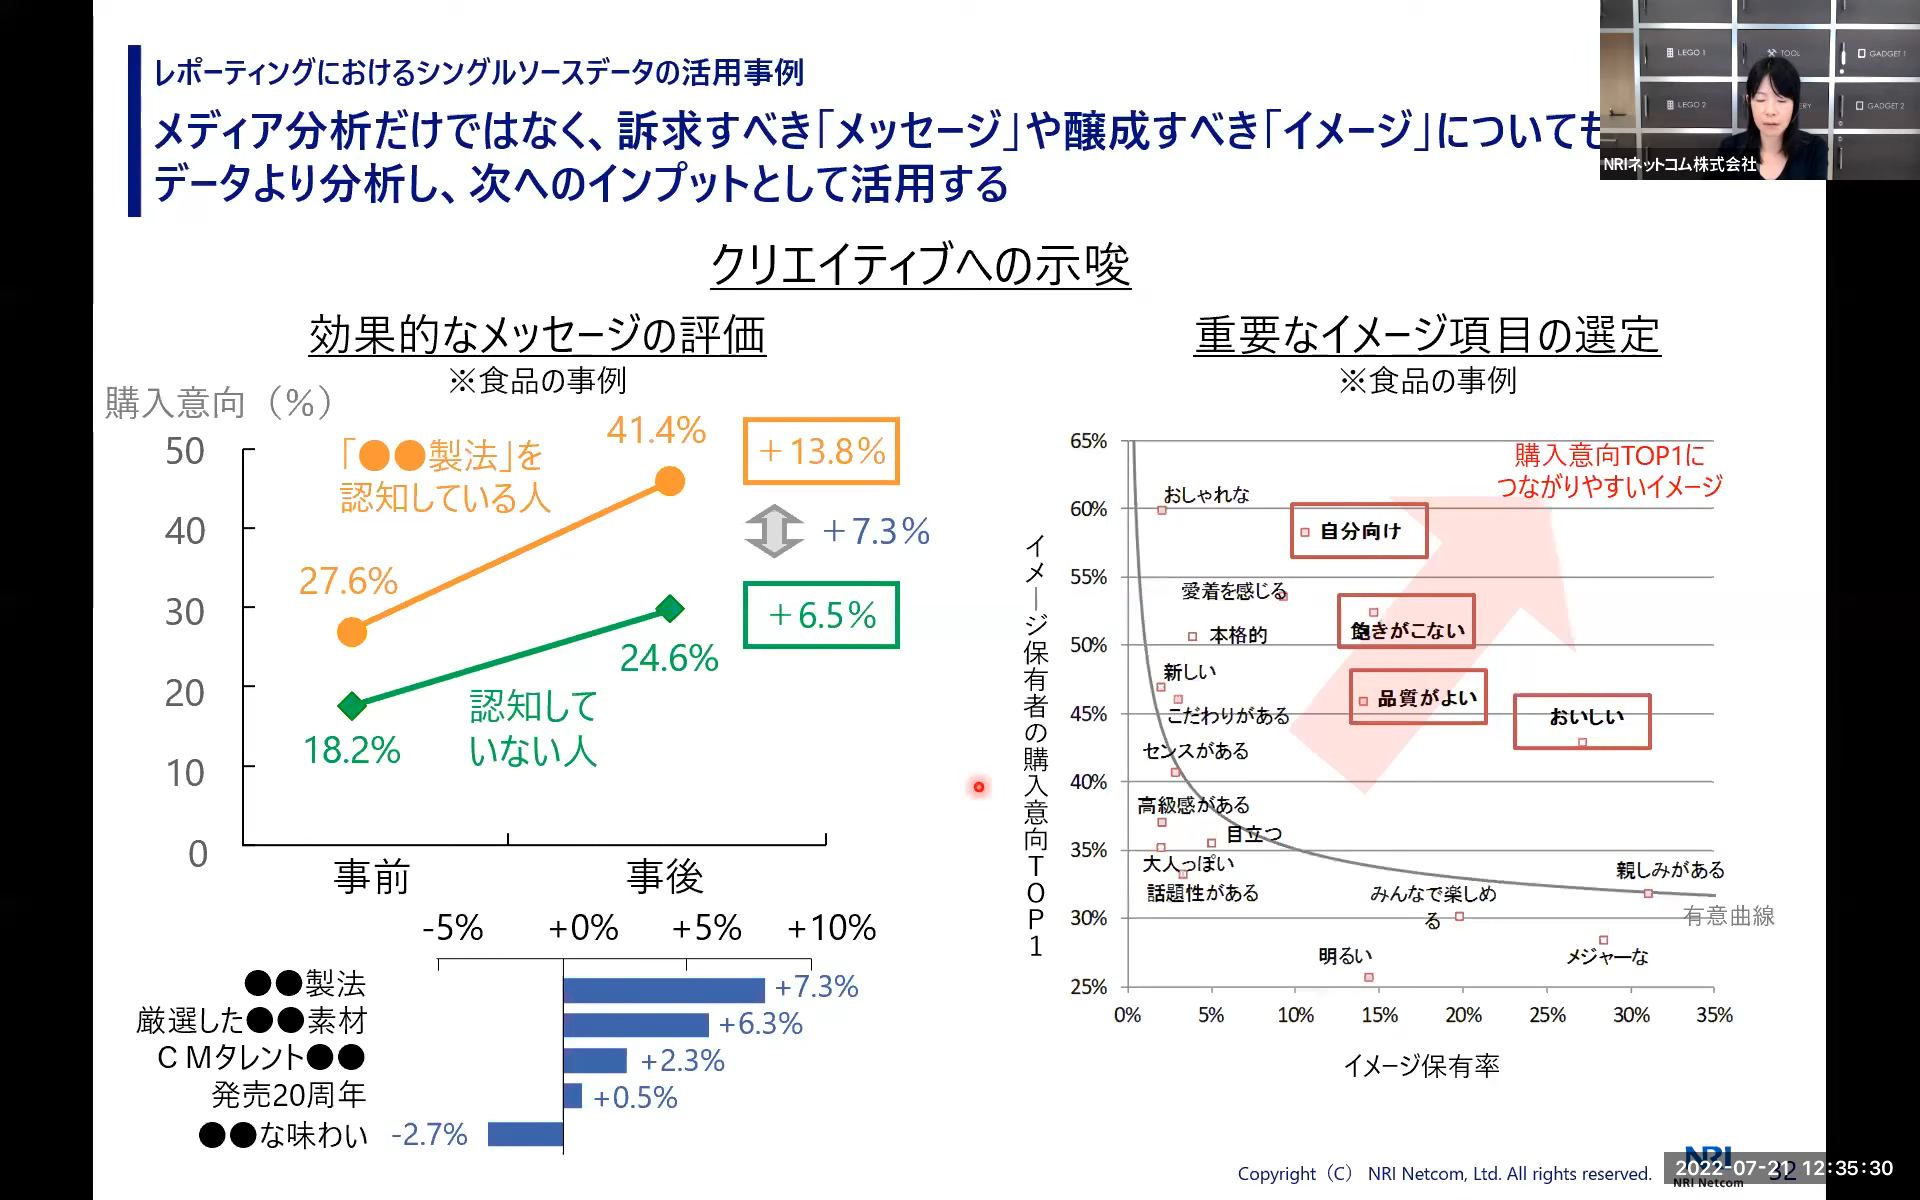 レポーティングにおけるシングルソースデータの活用事例
メディア分析だけではなく、訴求すべき「メッセージ」や醸成すべき「イメージ」についても
データより分析し、次へのインプットとして活用する
LEGO 1
TOOL
GADGET 1
LEGO 2
GADGET 2
NRIネットコム株式会社
クリエイティブへの示唆
効果的なメッセージの評価
※食品の事例
購入意向（%）
50
40
30
20
10
0
「●●製法」を
認知している人
41.4%
27.6%
＋13.8%
＋7.3%
＋6.5%
24.6%
18.2%
認知して
いない人
事前
事後
-5%
+0%
+5%
+10%
●●製法
+7.3%
厳選した●●素材
+6.3%
ＣＭタレント●●
+2.3%
発売20周年
+0.5%
●●な味わい
-2.7%
重要なイメージ項目の選定
※食品の事例
購入意向TOP1に
つながりやすいイメージ
イメージ保有者の購入意向TOP1
65%
60%
55%
50%
45%
40%
35%
30%
25%
おしゃれな
自分向け
愛着を感じる
飽きがこない
本格的
新しい
品質がよい
こだわりがある
おいしい
センスがある
高級感がある
目立つ
大人っぽい
話題性がある
みんなで楽しめ
る
親しみがある
有意曲線
明るい
メジャーな
0%
5%
10%
15%
20%
25%
30%
35%
イメージ保有率
Copyright（C） NRI Netcom, Ltd. All rights reserved.
NRI
NRI Netcom
32
2022-07-21 12:35:30